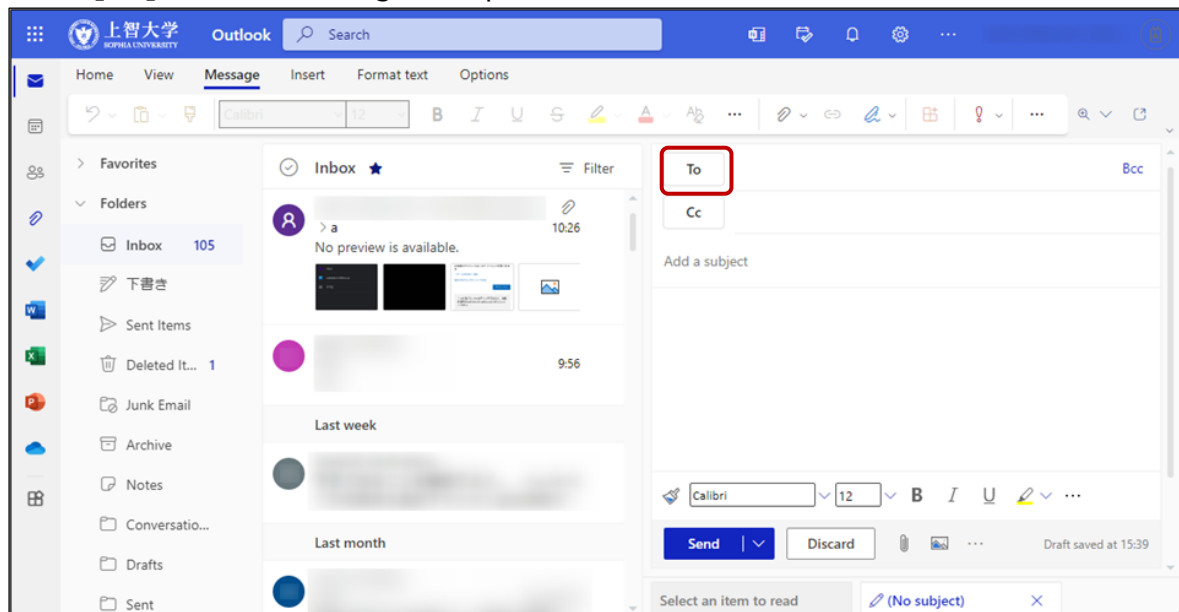 上智大学
SOPHIA UNIVERSITY
Outlook
Search
Home View Message Insert Format text Options
Calibri 12
Favorites
Folders
Inbox 105
下書き
Sent Items
Deleted It... 1
Junk Email
Archive
Notes
Conversatio...
Drafts
Sent
Inbox
Filter
A
> a
10:26
No preview is available.
9:56
Last week
Last month
To
Bcc
Cc
Add a subject
Calibri 12 B I U
Send
Discard
Draft saved at 15:39
Select an item to read
(No subject)